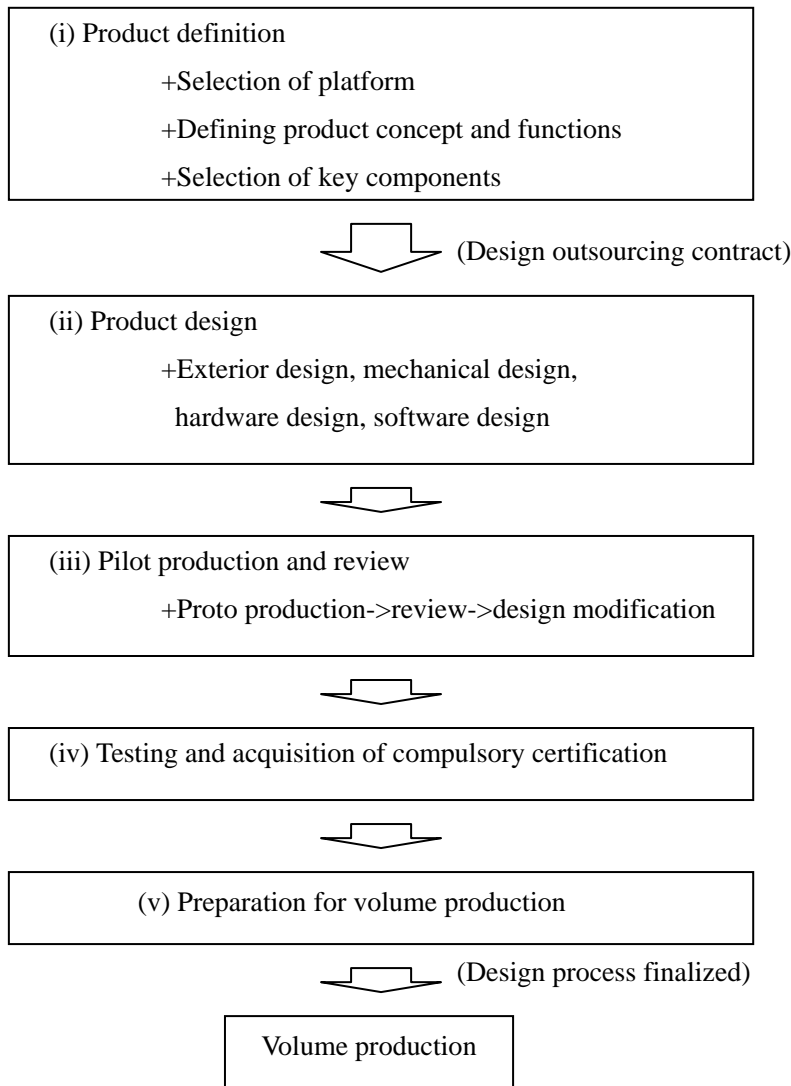 (i) Product definition
+Selection of platform
+Defining product concept and functions
+Selection of key components
(Design outsourcing contract)
(ii) Product design
+Exterior design, mechanical design,
hardware design, software design
(iii) Pilot production and review
+Proto production->review->design modification
(iv) Testing and acquisition of compulsory certification
(v) Preparation for volume production
(Design process finalized)
Volume production